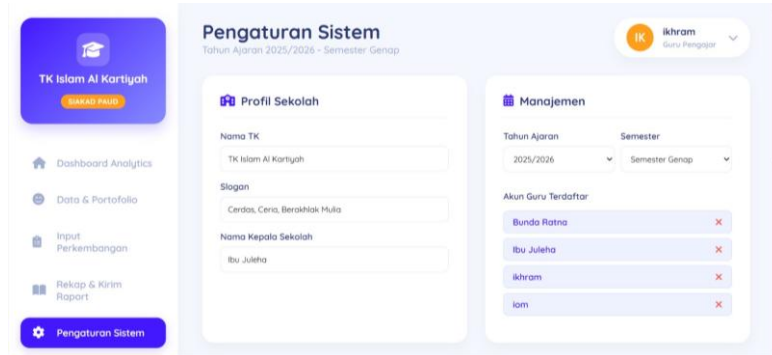 TK Islam Al Kartiyah
SIAKAD PAUD
Dashboard Analytics
Data & Portofolio
Input
Perkembangan
Rekap & Kirim
Raport
Pengaturan Sistem
Pengaturan Sistem
Tahun Ajaran 2025/2026 - Semester Genap
IK
ikhram
Guru Pengajar
Profil Sekolah
Nama TK
TK Islam Al Kartiyah
Slogan
Cerdas, Ceria, Berakhlak Mulia
Nama Kepala Sekolah
Ibu Juleha
Manajemen
Tahun Ajaran
Semester
2025/2026
Semester Genap
Akun Guru Terdaftar
Bunda Ratna
Ibu Juleha
ikhram
iom